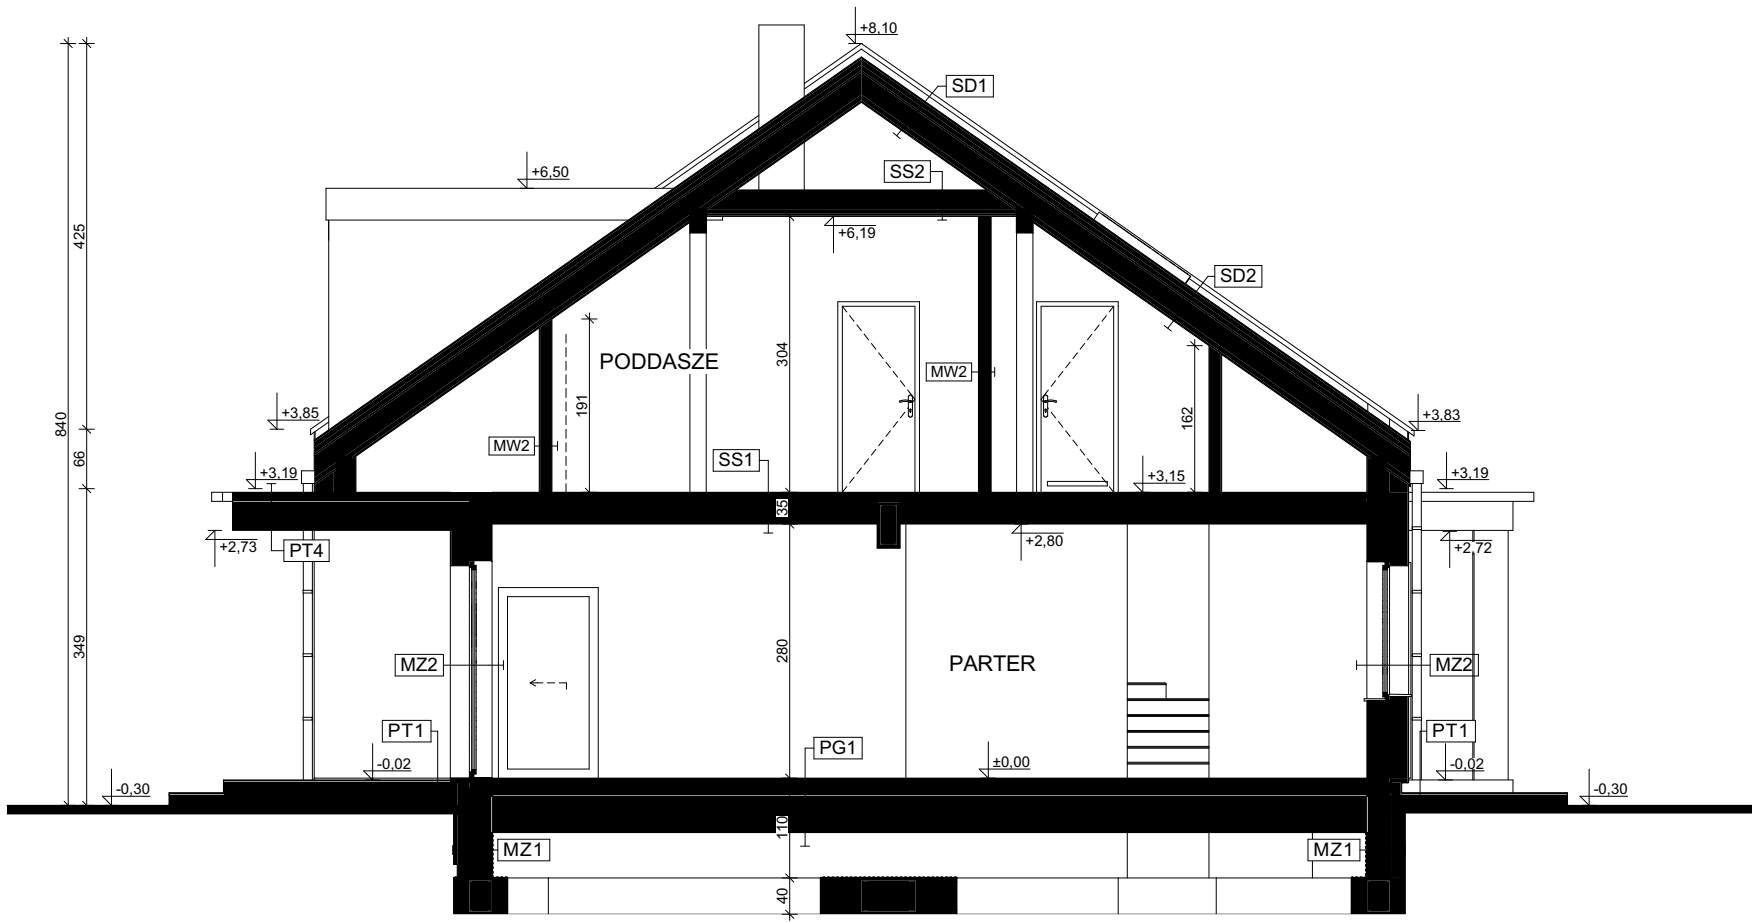 +8,10
SD1
+6,50
SS2
+6,19
425
SD2
840
304
PODDASZE
MW2
191
162
+3,85
+3,83
66
MW2
SS1
+3,19
+3,15
+3,19
35
+2,73
PT4
+2,80
+2,72
349
280
MZ2
PARTER
MZ2
PT1
PG1
PT1
-0,02
±0,00
-0,02
-0,30
-0,30
110
MZ1
MZ1
40